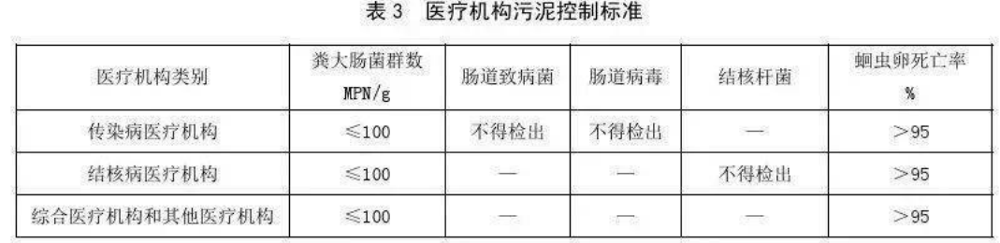 表 3 医疗机构污泥控制标准
医疗机构类别 粪大肠菌群数 MPN/g 肠道致病菌 肠道病毒 结核杆菌 蛔虫卵死亡率 %
传染病医疗机构 ≤100 不得检出 不得检出 — >95
结核病医疗机构 ≤100 — — 不得检出 >95
综合医疗机构和其他医疗机构 ≤100 — — — >95